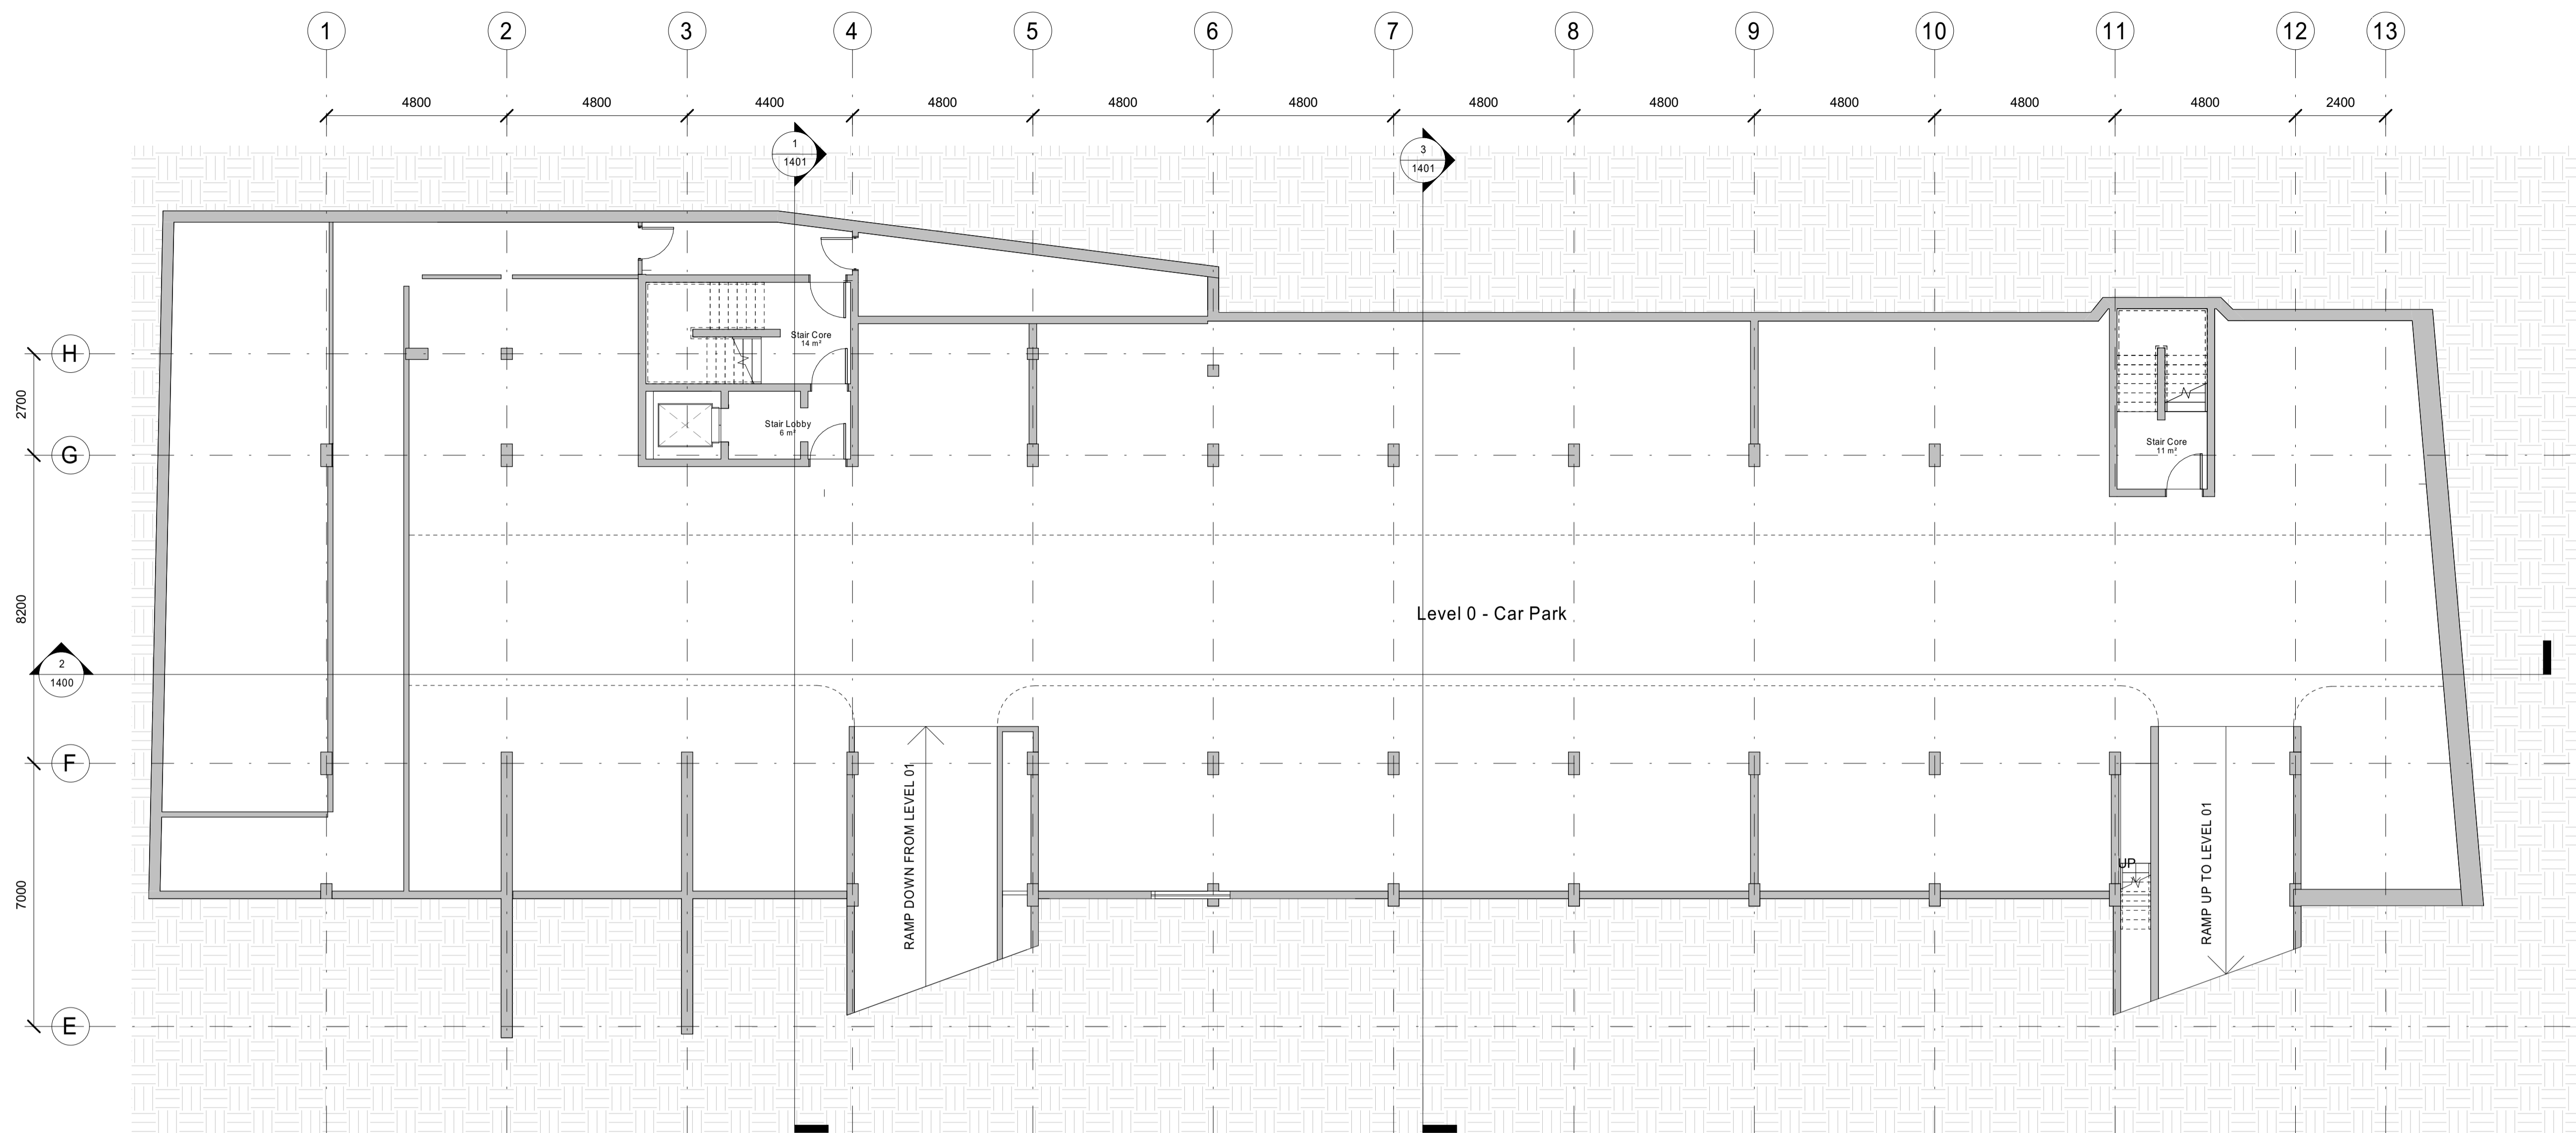 1 2 3 4 5 6 7 8 9 10 11 12 13
4800 4800 4400 4800 4800 4800 4800 4800 4800 4800 4800 2400
1
1401
3
1401
H
G
F
E
2700
8200
7000
2
1400
Stair Core
14 m²
Stair Lobby
6 m²
Stair Core
11 m²
Level 0 - Car Park
RAMP DOWN FROM LEVEL 01
UP
RAMP UP TO LEVEL 01